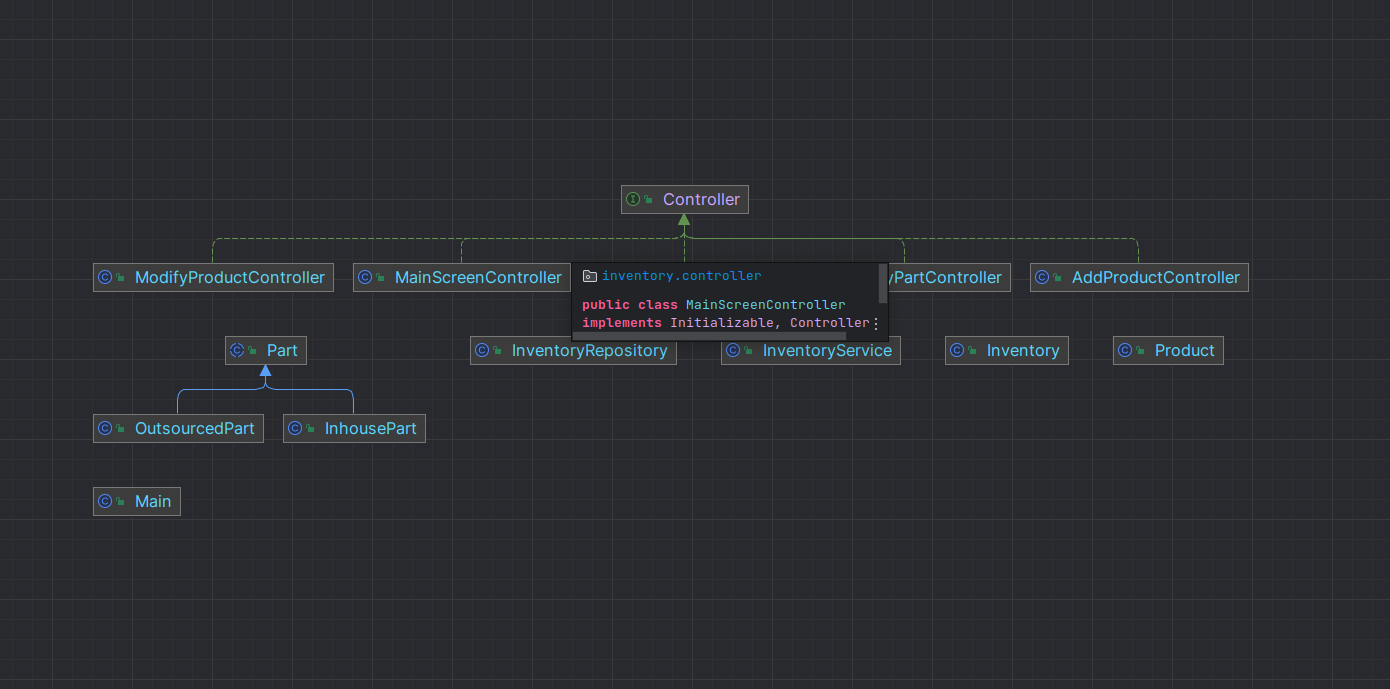 Controller
ModifyProductController
MainScreenController
yPartController
AddProductController
inventory.controller
public class MainScreenController
implements Initializable, Controller
Part
InventoryRepository
InventoryService
Inventory
Product
OutsourcedPart
InhousePart
Main